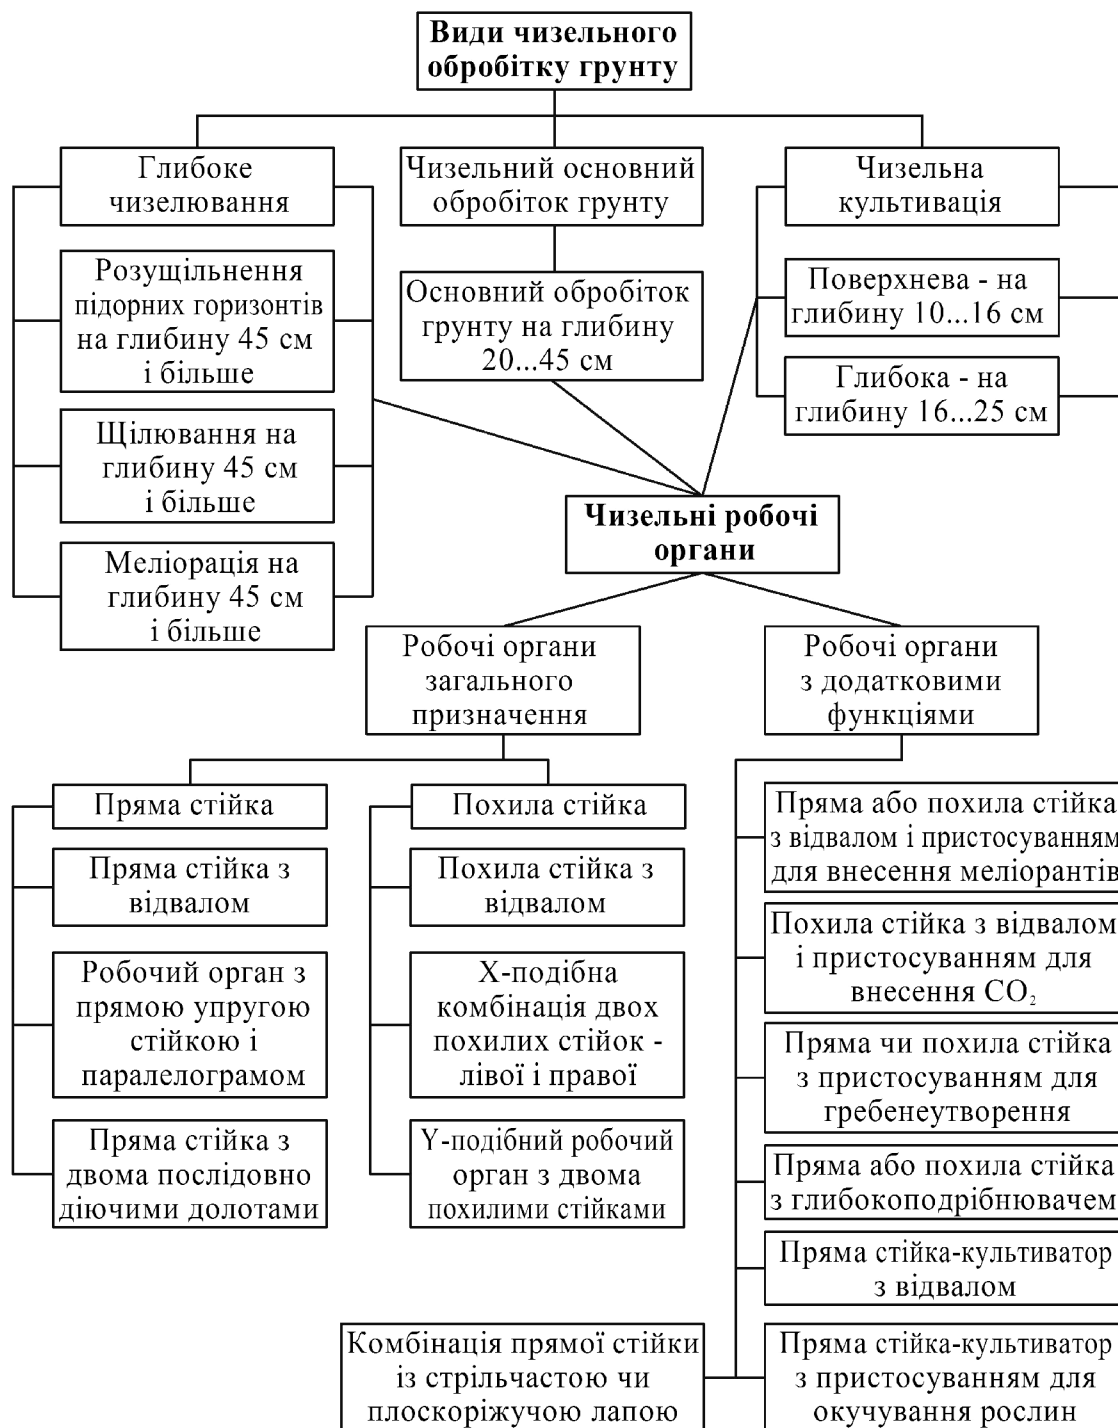 Види чизельного
обробітку грунту
Глибоке
чизелювання
Чизельний основний
обробіток грунту
Чизельна
культивація
Розущільнення
підорних горизонтів
на глибину 45 см
і більше
Основний обробіток
грунту на глибину
20...45 см
Поверхнева - на
глибину 10...16 см
Глибока - на
глибину 16...25 см
Щілювання на
глибину 45 см
і більше
Меліорація на
глибину 45 см
і більше
Чизельні робочі
органи
Робочі органи
загального
призначення
Робочі органи
з додатковими
функціями
Пряма стійка
Пряма стійка з
відвалом
Робочий орган з
прямою упругою
стійкою і
паралелограмом
Пряма стійка з
двома послідовно
діючими долотами
Похила стійка
Похила стійка з
відвалом
Х-подібна
комбінація двох
похилих стійок -
лівої і правої
Y-подібний робочий
орган з двома
похилими стійками
Пряма або похила стійка
з відвалом і пристосуванням
для внесення меліорантів
Похила стійка з відвалом
і пристосуванням для
внесення CO₂
Пряма чи похила стійка
з пристосуванням для
гребенеутворення
Пряма або похила стійка
з глибокоподрібнювачем
Пряма стійка-культиватор
з відвалом
Комбінація прямої стійки
із стрільчастою чи
плоскоріжучою лапою
Пряма стійка-культиватор
з пристосуванням для
окучування рослин